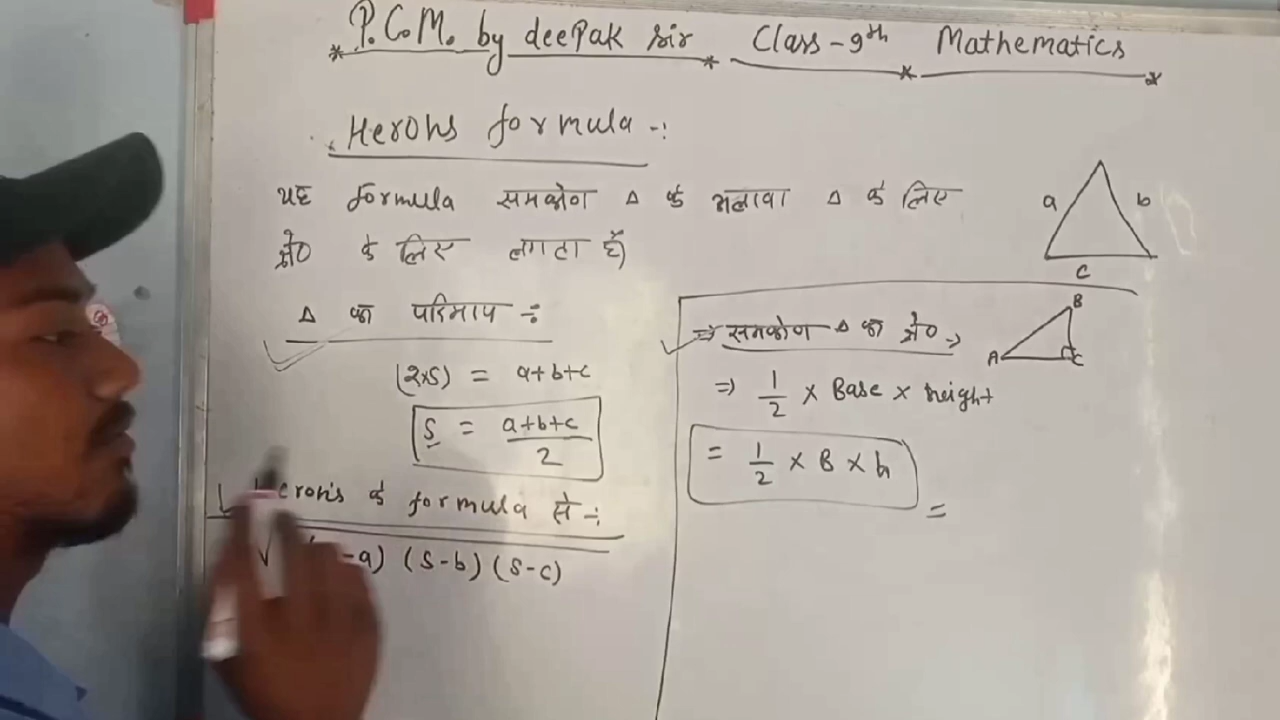 P.C.M. by deepak sir Class-9th Mathematics
Herons formula -:
यह formula समकोण Δ के अलावा Δ के लिए
क्षे० के लिए लगता है।
a b
c
Δ का परिमाप ÷
(2×S) = a+b+c
S = a+b+c
2
Heron's के formula से -:
√ -a) (S-b) (S-c)
⇒ समकोण Δ का क्षे० →
A B C
⇒ 1/2 × Base × height
= 1/2 × B × h
=